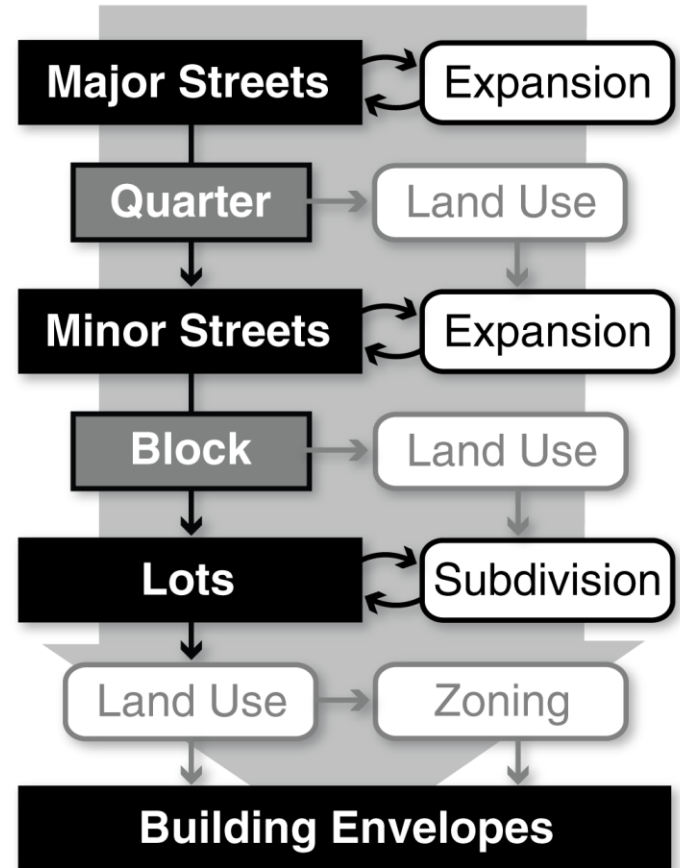 Major Streets
Expansion
Quarter
Land Use
Minor Streets
Expansion
Block
Land Use
Lots
Subdivision
Land Use
Zoning
Building Envelopes